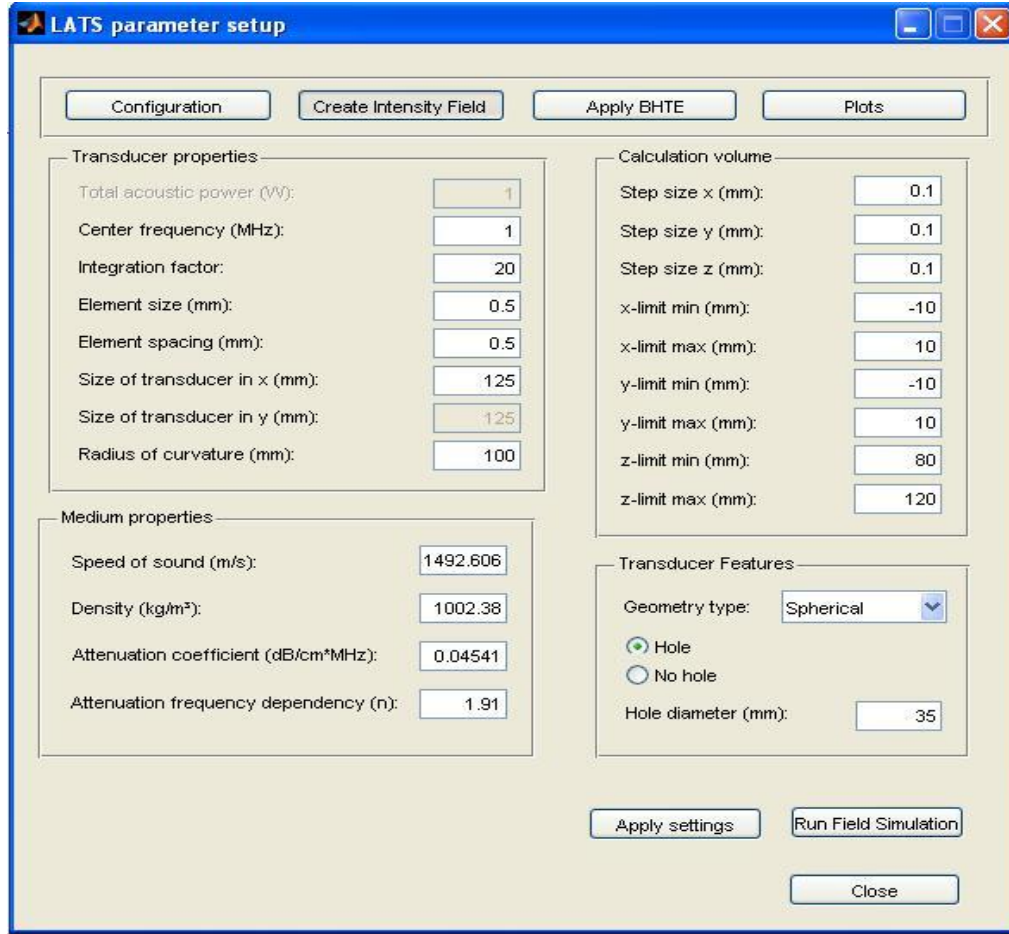 LATS parameter setup
Configuration
Create Intensity Field
Apply BHTE
Plots
Transducer properties
Total acoustic power (W): 1
Center frequency (MHz): 1
Integration factor: 20
Element size (mm): 0.5
Element spacing (mm): 0.5
Size of transducer in x (mm): 125
Size of transducer in y (mm): 125
Radius of curvature (mm): 100
Medium properties
Speed of sound (m/s): 1492.606
Density (kg/m³): 1002.38
Attenuation coefficient (dB/cm*MHz): 0.04541
Attenuation frequency dependency (n): 1.91
Calculation volume
Step size x (mm): 0.1
Step size y (mm): 0.1
Step size z (mm): 0.1
x-limit min (mm): -10
x-limit max (mm): 10
y-limit min (mm): -10
y-limit max (mm): 10
z-limit min (mm): 80
z-limit max (mm): 120
Transducer Features
Geometry type: Spherical
Hole
No hole
Hole diameter (mm): 35
Apply settings
Run Field Simulation
Close